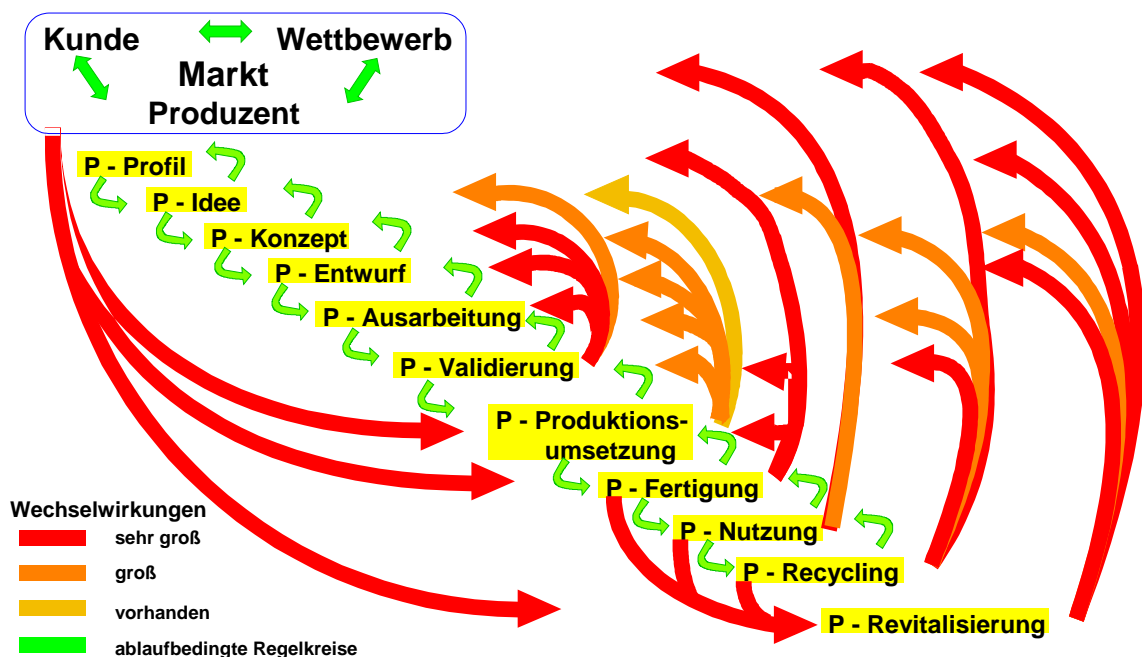 Kunde
Wettbewerb
Markt
Produzent
P - Profil
P - Idee
P - Konzept
P - Entwurf
P - Ausarbeitung
P - Validierung
P - Produktions-
umsetzung
P - Fertigung
P - Nutzung
P - Recycling
P - Revitalisierung
Wechselwirkungen
sehr groß
groß
vorhanden
ablaufbedingte Regelkreise